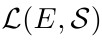 ℒ(E, 𝒮)